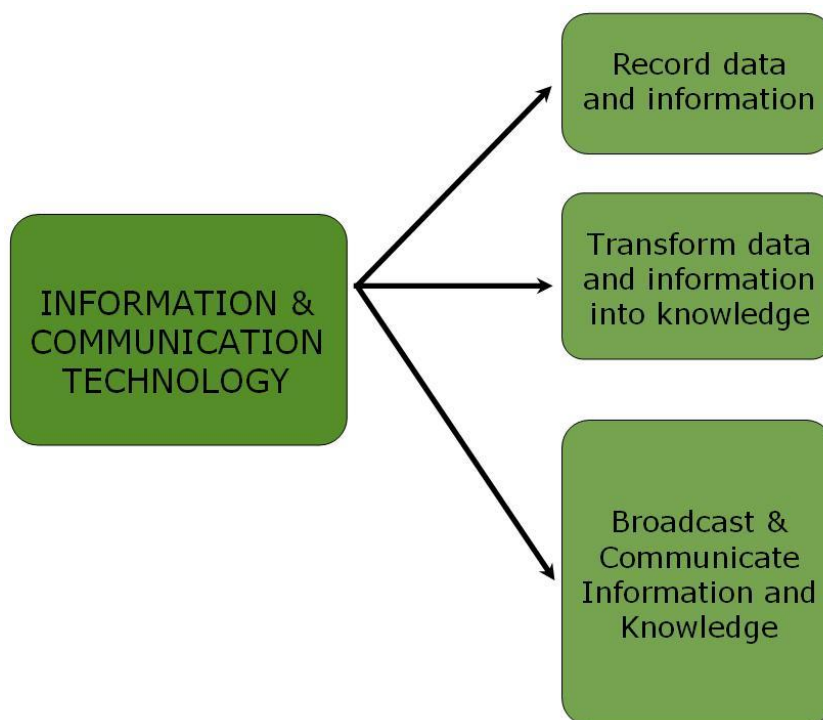 INFORMATION &
COMMUNICATION
TECHNOLOGY
Record data
and information
Transform data
and information
into knowledge
Broadcast &
Communicate
Information and
Knowledge